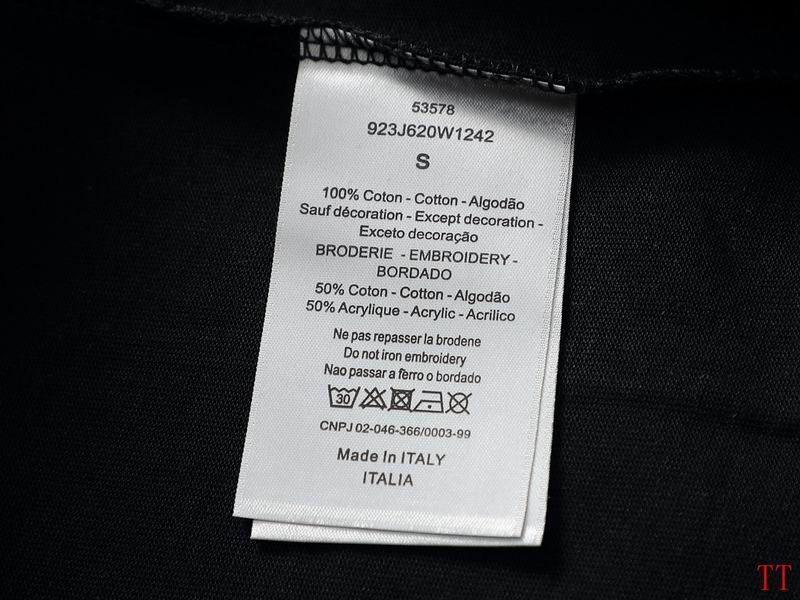 53578
923J620W1242
S
100% Coton - Cotton - Algodão
Sauf décoration - Except decoration -
Exceto decoração
BRODERIE - EMBROIDERY -
BORDADO
50% Coton - Cotton - Algodão
50% Acrylique - Acrylic - Acrilico
Ne pas repasser la brodene
Do not iron embroidery
Nao passar a ferro o bordado
30
CNPJ 02-046-366/0003-99
Made In ITALY
ITALIA
TT